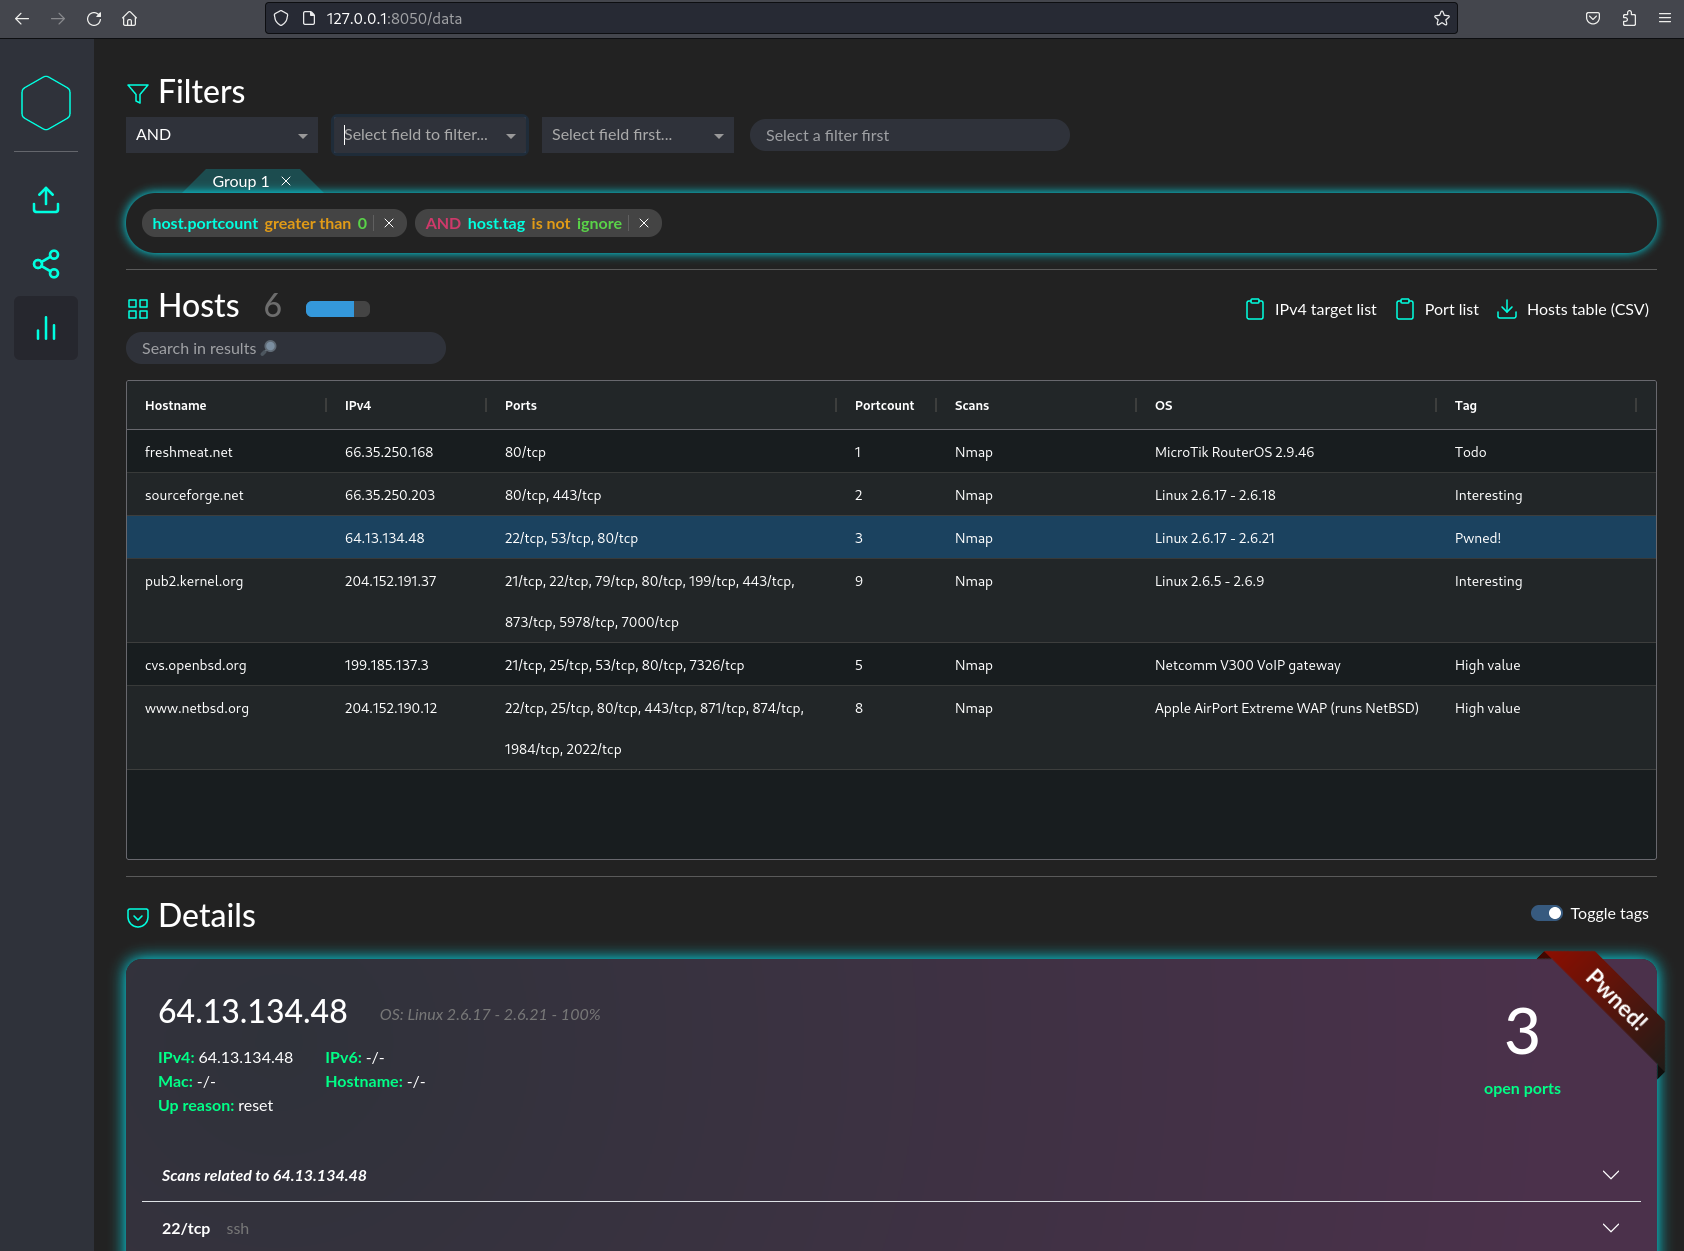 127.0.0.1:8050/data
Filters
AND Select field to filter... Select field first... Select a filter first
Group 1
host.portcount greater than 0 AND host.tag is not ignore
Hosts 6 IPv4 target list Port list Hosts table (CSV)
Search in results
Hostname IPv4 Ports Portcount Scans OS Tag
freshmeat.net 66.35.250.168 80/tcp 1 Nmap MicroTik RouterOS 2.9.46 Todo
sourceforge.net 66.35.250.203 80/tcp, 443/tcp 2 Nmap Linux 2.6.17 - 2.6.18 Interesting
64.13.134.48 22/tcp, 53/tcp, 80/tcp 3 Nmap Linux 2.6.17 - 2.6.21 Pwned!
pub2.kernel.org 204.152.191.37 21/tcp, 22/tcp, 79/tcp, 80/tcp, 199/tcp, 443/tcp, 9 Nmap Linux 2.6.5 - 2.6.9 Interesting
873/tcp, 5978/tcp, 7000/tcp
cvs.openbsd.org 199.185.137.3 21/tcp, 25/tcp, 53/tcp, 80/tcp, 7326/tcp 5 Nmap Netcomm V300 VoIP gateway High value
www.netbsd.org 204.152.190.12 22/tcp, 25/tcp, 80/tcp, 443/tcp, 871/tcp, 874/tcp, 8 Nmap Apple AirPort Extreme WAP (runs NetBSD) High value
1984/tcp, 2022/tcp
Details Toggle tags
Pwned!
64.13.134.48 OS: Linux 2.6.17 - 2.6.21 - 100%
3
IPv4: 64.13.134.48 IPv6: -/-
Mac: -/- Hostname: -/-
open ports
Up reason: reset
Scans related to 64.13.134.48
22/tcp ssh